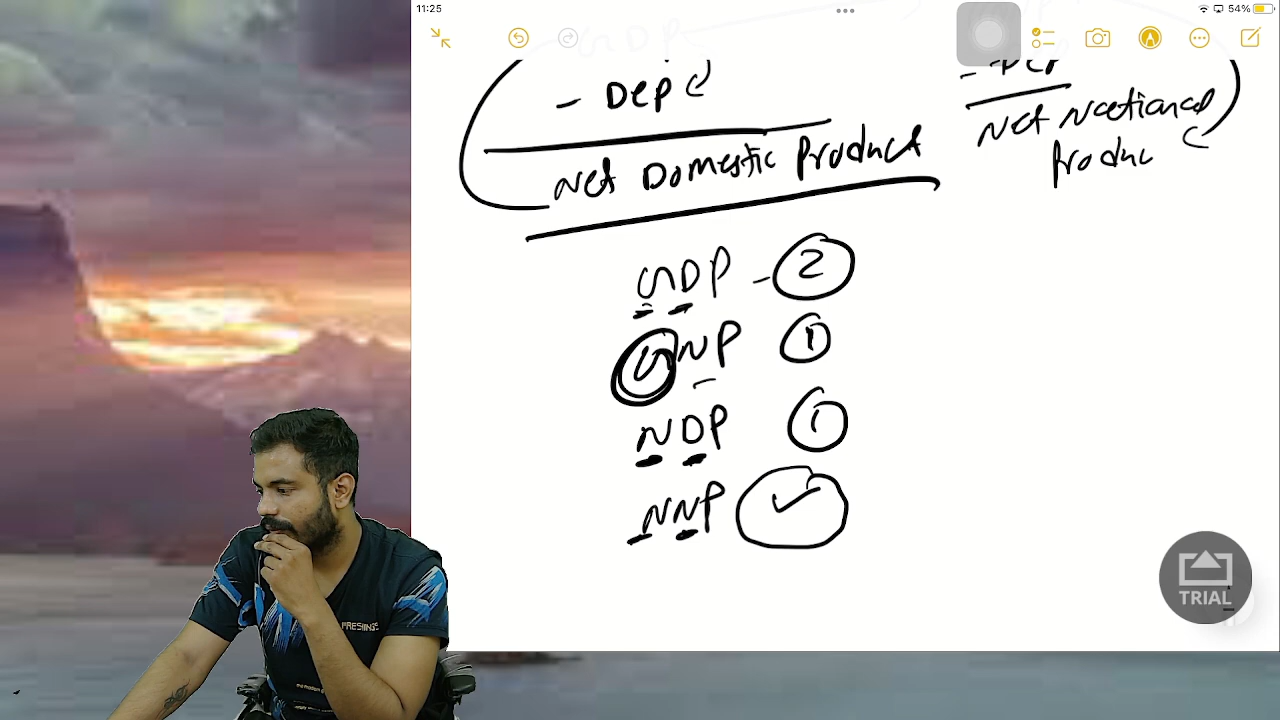 11:25
54%
- Dep
- Dep
Net Domestic Product
Net National
Produc
GDP - 2
GNP 1
NDP 1
NNP ✓
TRIAL